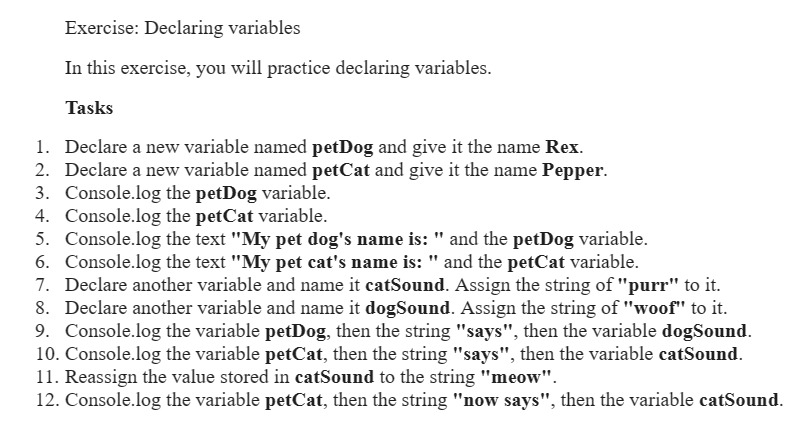 Exercise: Declaring variables
In this exercise, you will practice declaring variables.
Tasks
1. Declare a new variable named petDog and give it the name Rex.
2. Declare a new variable named petCat and give it the name Pepper.
3. Console.log the petDog variable.
4. Console.log the petCat variable.
5. Console.log the text "My pet dog's name is: " and the petDog variable.
6. Console.log the text "My pet cat's name is: " and the petCat variable.
7. Declare another variable and name it catSound. Assign the string of "purr" to it.
8. Declare another variable and name it dogSound. Assign the string of "woof" to it.
9. Console.log the variable petDog, then the string "says", then the variable dogSound.
10. Console.log the variable petCat, then the string "says", then the variable catSound.
11. Reassign the value stored in catSound to the string "meow".
12. Console.log the variable petCat, then the string "now says", then the variable catSound.